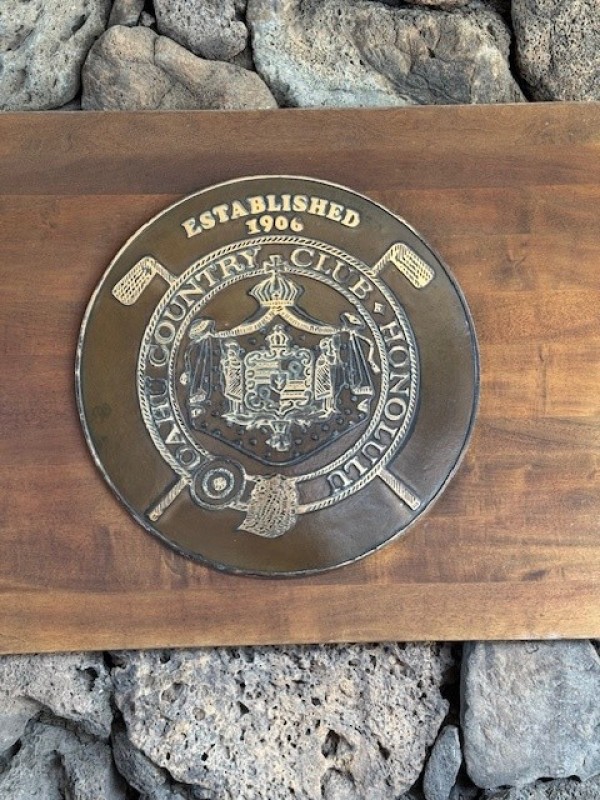 ESTABLISHED
1906
OAHU COUNTRY CLUB ♦ HONOLULU